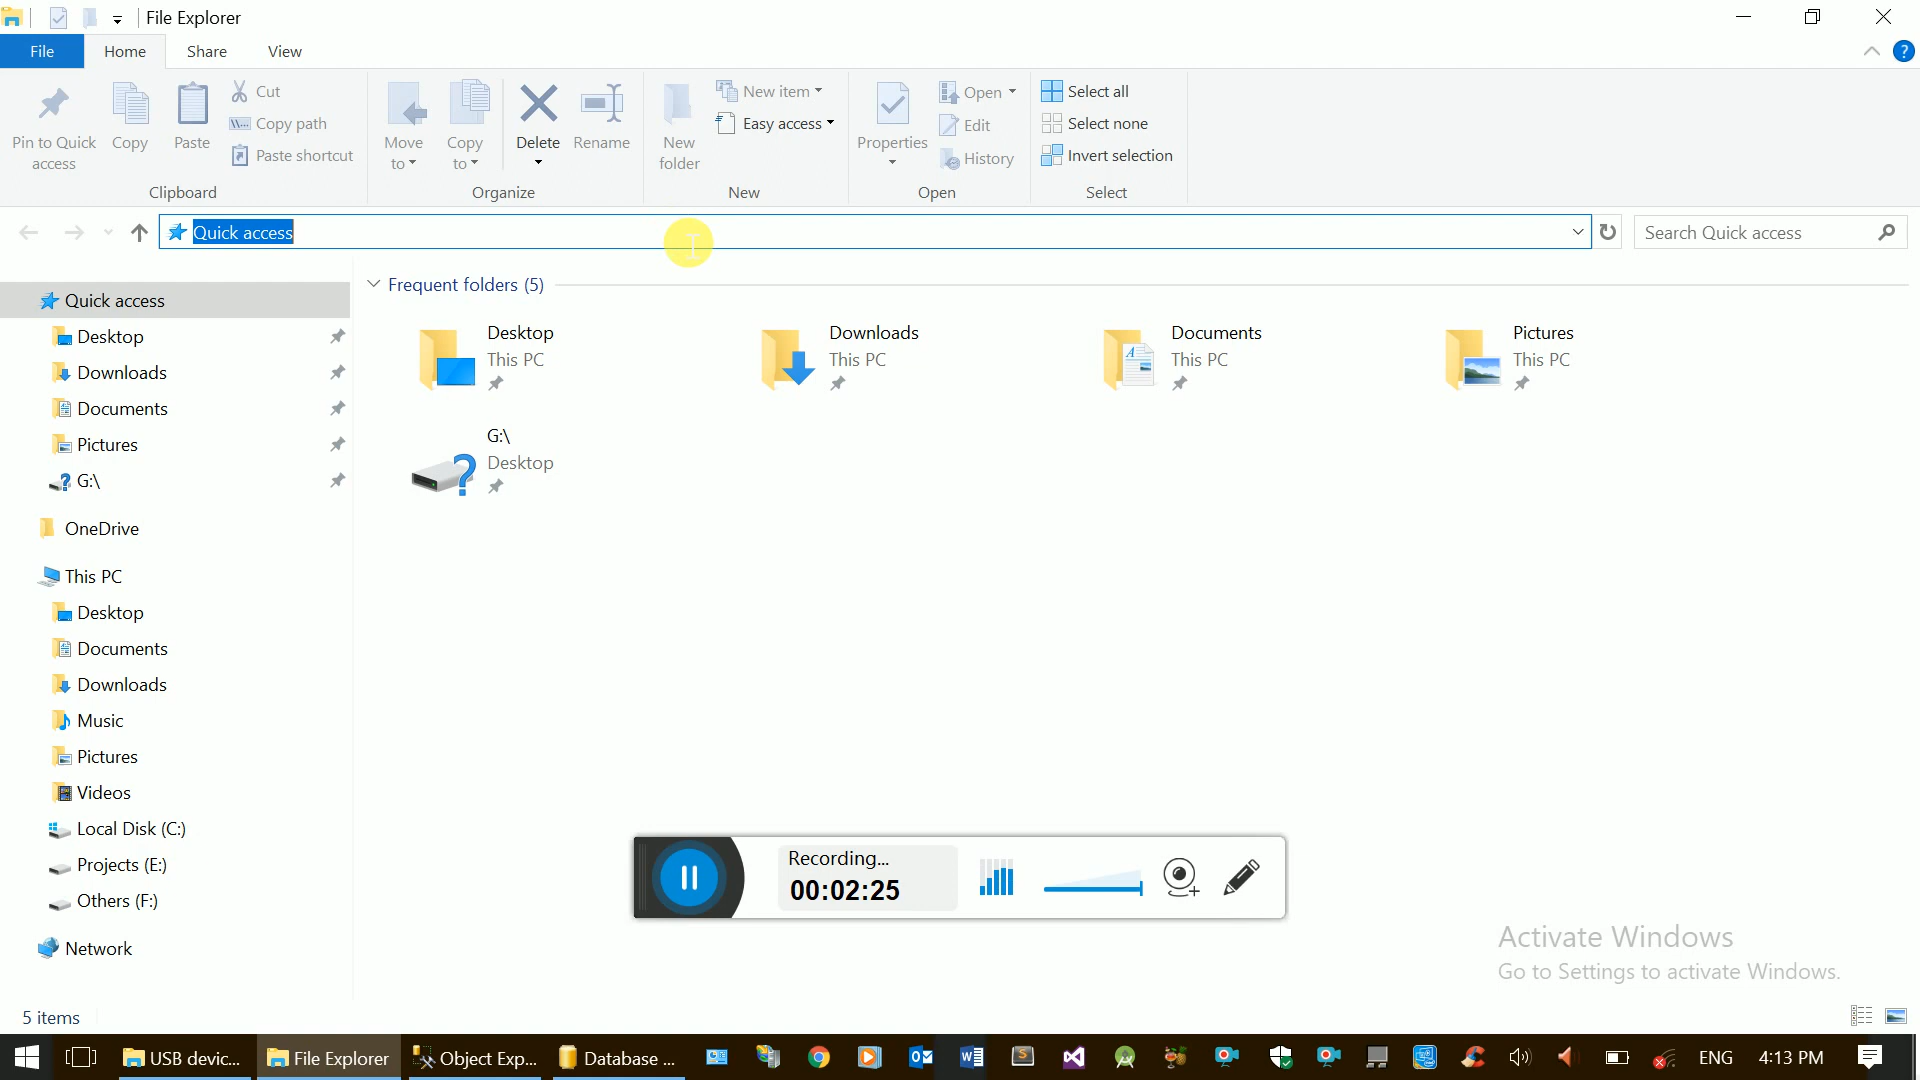 File Explorer
File Home Share View
Pin to Quick access
Copy
Paste
Cut
Copy path
Paste shortcut
Clipboard
Move to
Copy to
Delete
Rename
Organize
New folder
New item
Easy access
New
Properties
Open
Edit
History
Open
Select all
Select none
Invert selection
Select
Quick access
Search Quick access
Quick access
Desktop
Downloads
Documents
Pictures
G:\
OneDrive
This PC
Desktop
Documents
Downloads
Music
Pictures
Videos
Local Disk (C:)
Projects (E:)
Others (F:)
Network
Frequent folders (5)
Desktop
This PC
Downloads
This PC
Documents
This PC
Pictures
This PC
G:\
Desktop
Recording...
00:02:25
Activate Windows
Go to Settings to activate Windows.
5 items
USB devic... File Explorer Object Exp... Database ... ENG 4:13 PM